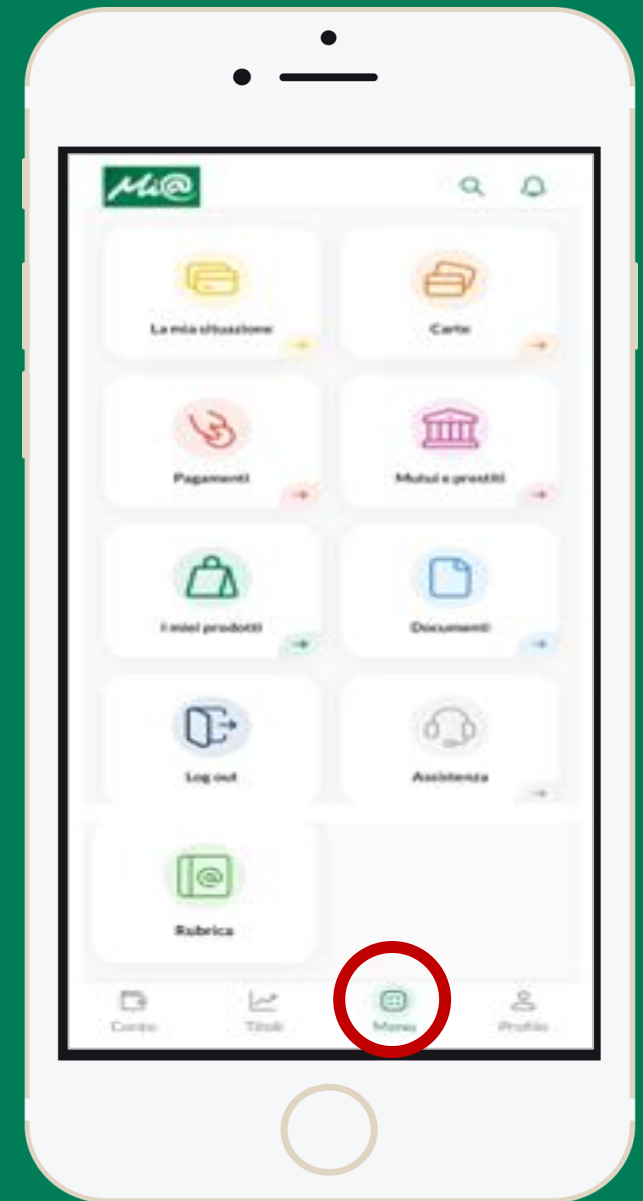 Mi@
La mia situazione
Carte
Pagamenti
Mutui e prestiti
I miei prodotti
Documenti
Log out
Assistenza
Rubrica
Conto
Titoli
Menu
Profilo